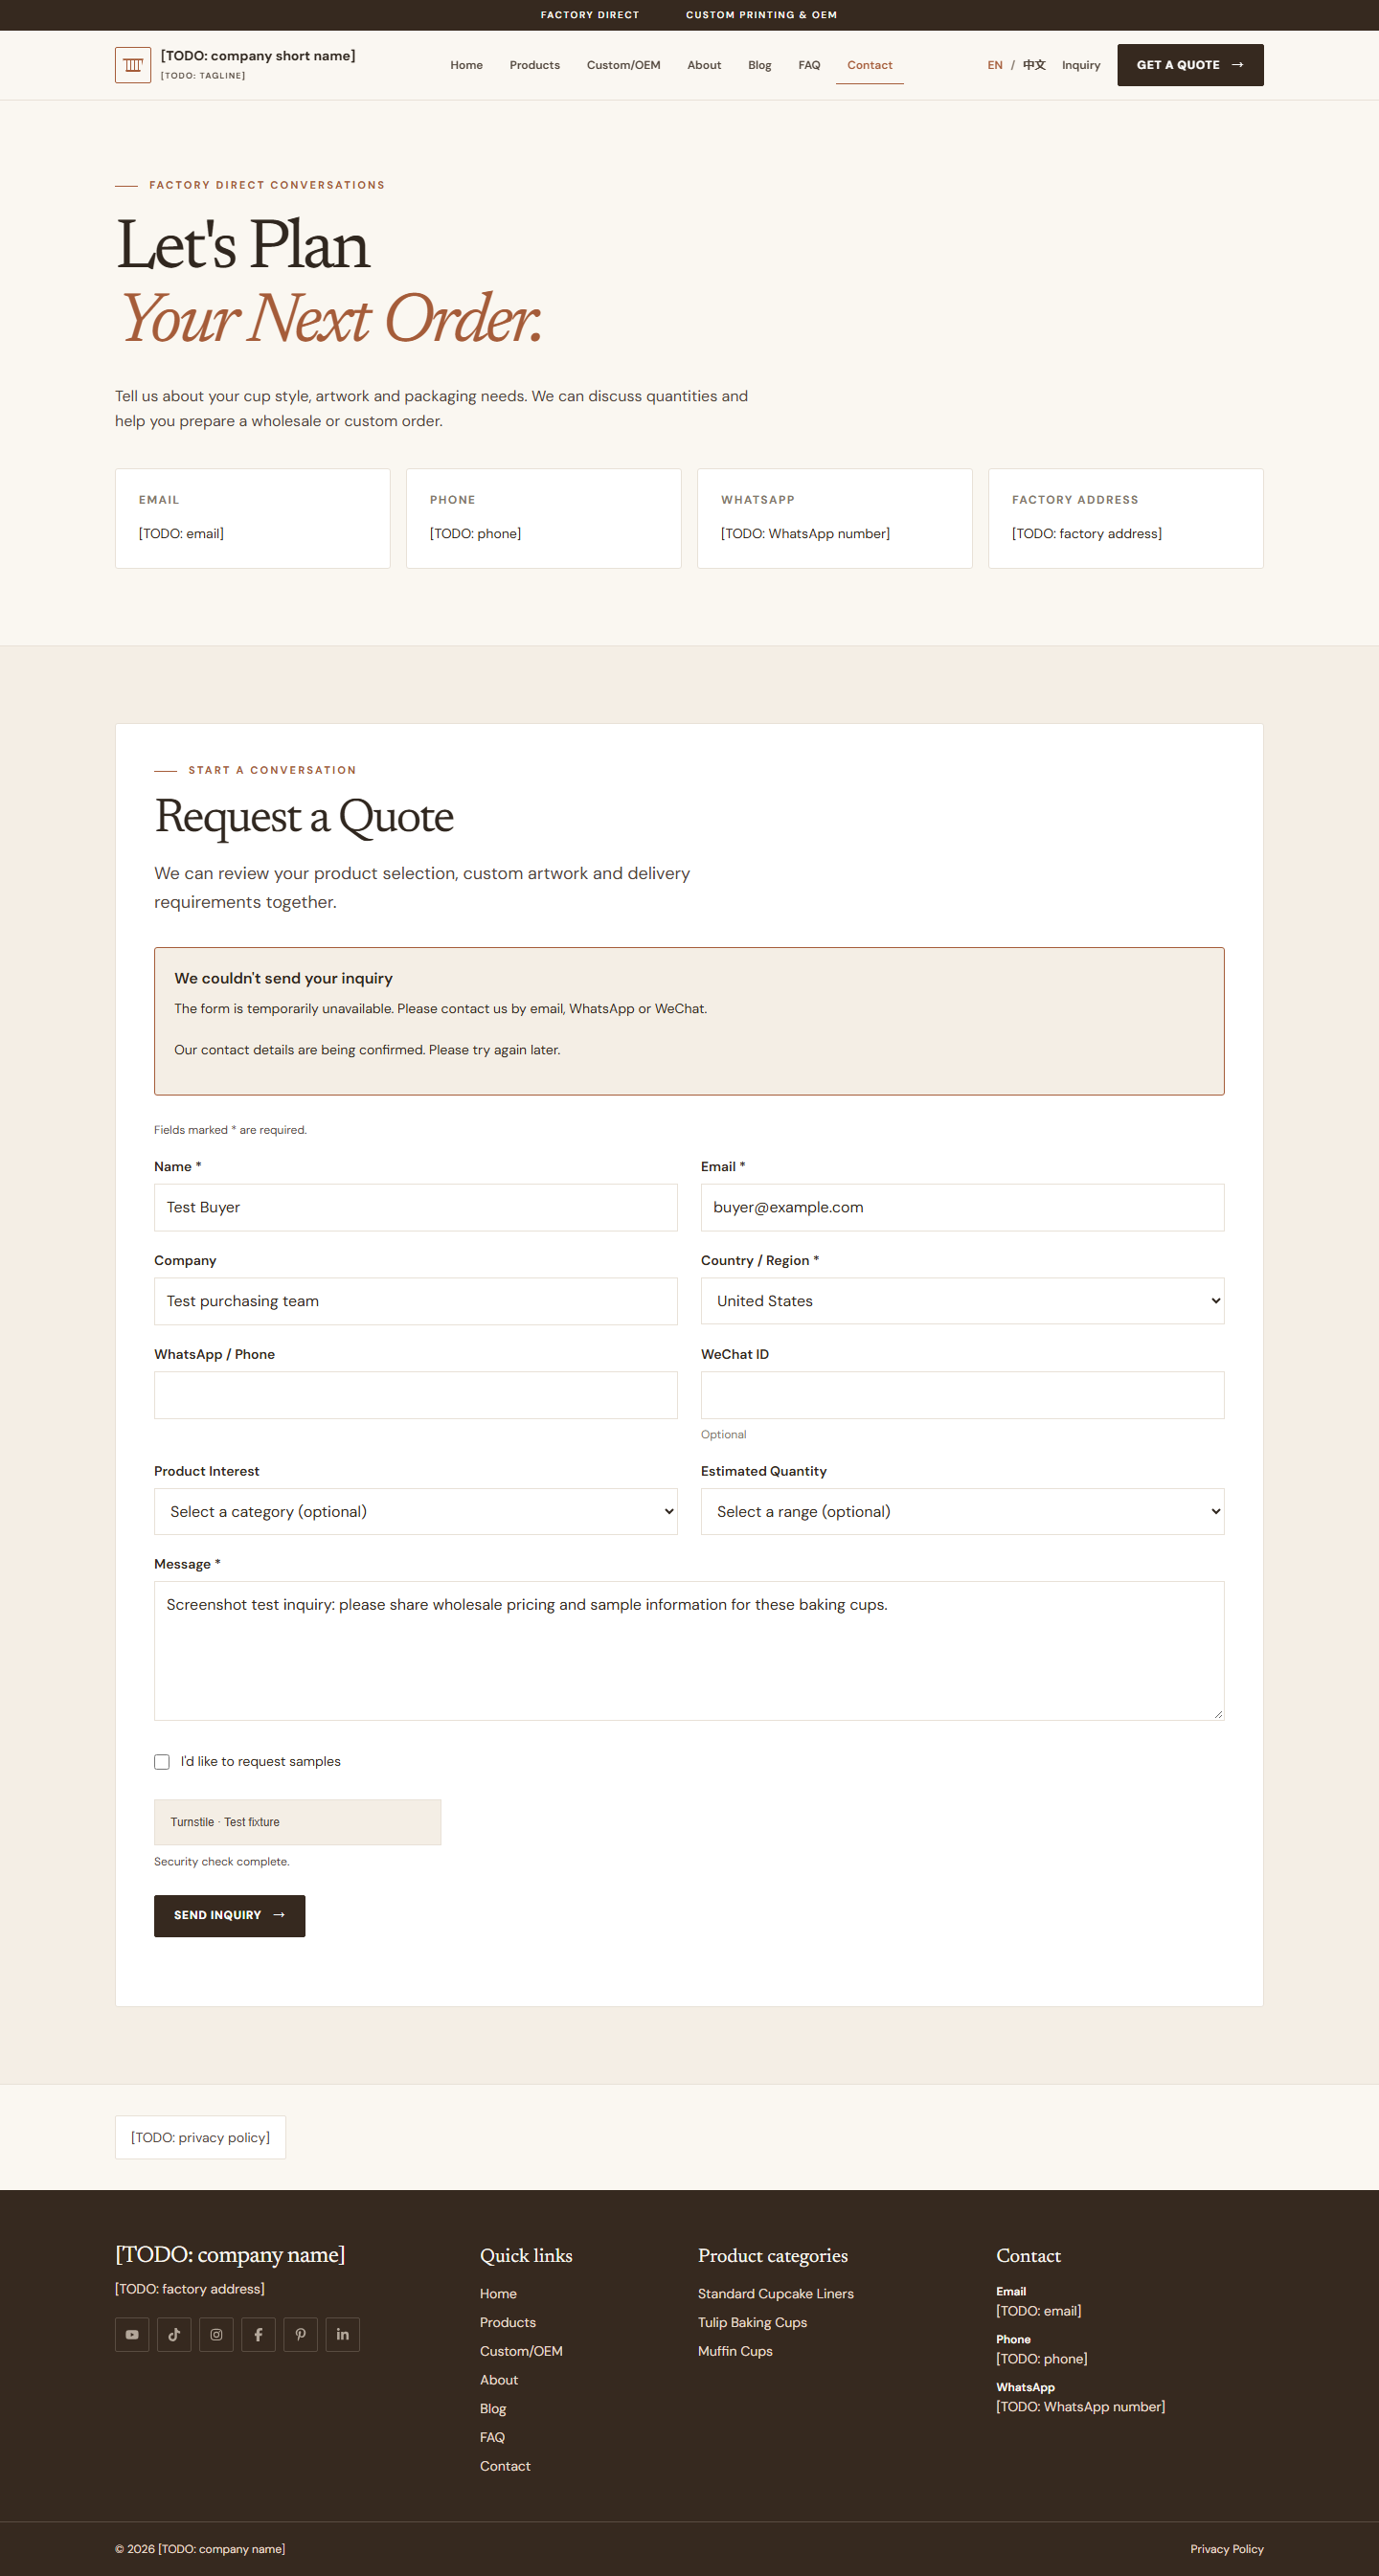 FACTORY DIRECT
CUSTOM PRINTING & OEM
[TODO: company short name]
[TODO: TAGLINE]
Home
Products
Custom/OEM
About
Blog
FAQ
Contact
EN / 中文
Inquiry
GET A QUOTE →
FACTORY DIRECT CONVERSATIONS
Let's Plan
Your Next Order.
Tell us about your cup style, artwork and packaging needs. We can discuss quantities and
help you prepare a wholesale or custom order.
EMAIL
[TODO: email]
PHONE
[TODO: phone]
WHATSAPP
[TODO: WhatsApp number]
FACTORY ADDRESS
[TODO: factory address]
START A CONVERSATION
Request a Quote
We can review your product selection, custom artwork and delivery
requirements together.
We couldn't send your inquiry
The form is temporarily unavailable. Please contact us by email, WhatsApp or WeChat.
Our contact details are being confirmed. Please try again later.
Fields marked * are required.
Name *
Test Buyer
Email *
buyer@example.com
Company
Test purchasing team
Country / Region *
United States
WhatsApp / Phone
WeChat ID
Optional
Product Interest
Select a category (optional)
Estimated Quantity
Select a range (optional)
Message *
Screenshot test inquiry: please share wholesale pricing and sample information for these baking cups.
I'd like to request samples
Turnstile · Test fixture
Security check complete.
SEND INQUIRY →
[TODO: privacy policy]
[TODO: company name]
[TODO: factory address]
Quick links
Home
Products
Custom/OEM
About
Blog
FAQ
Contact
Product categories
Standard Cupcake Liners
Tulip Baking Cups
Muffin Cups
Contact
Email
[TODO: email]
Phone
[TODO: phone]
WhatsApp
[TODO: WhatsApp number]
© 2026 [TODO: company name]
Privacy Policy